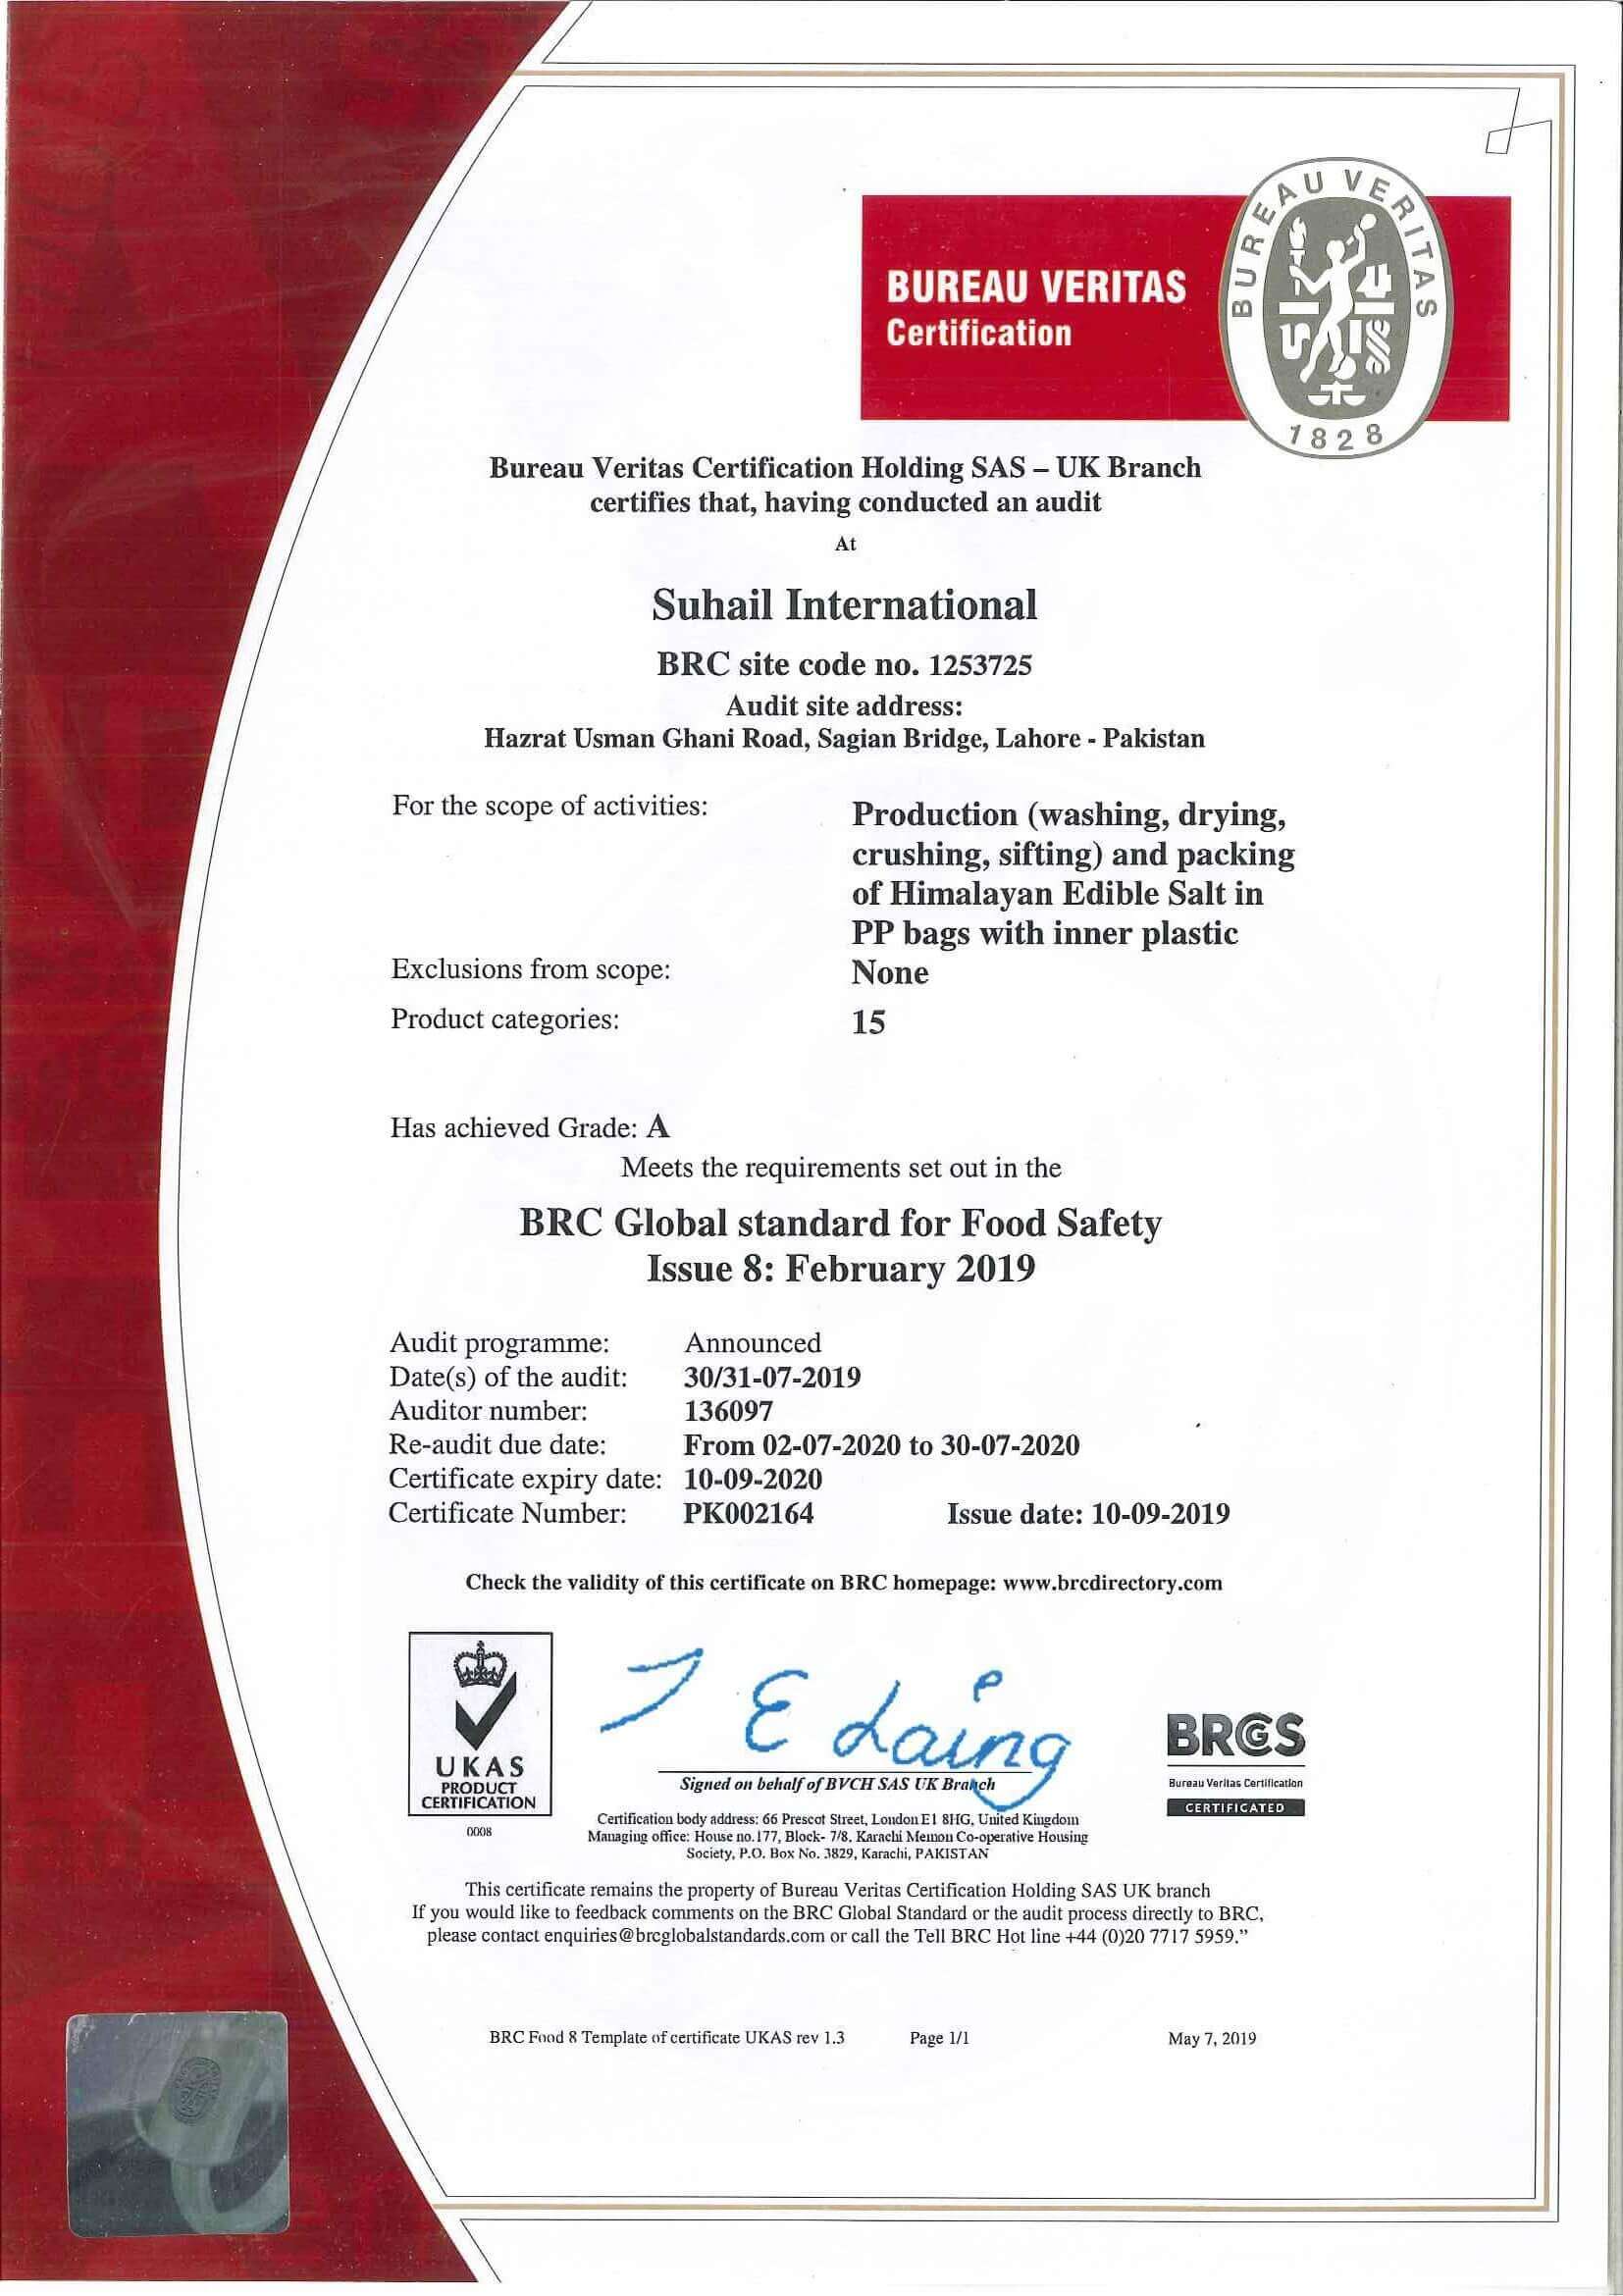 BUREAU VERITAS
Certification
BUREAU VERITAS
1828
Bureau Veritas Certification Holding SAS – UK Branch
certifies that, having conducted an audit
At
Suhail International
BRC site code no. 1253725
Audit site address:
Hazrat Usman Ghani Road, Sagian Bridge, Lahore - Pakistan
For the scope of activities: Production (washing, drying,
crushing, sifting) and packing
of Himalayan Edible Salt in
PP bags with inner plastic
Exclusions from scope: None
Product categories: 15
Has achieved Grade: A
Meets the requirements set out in the
BRC Global standard for Food Safety
Issue 8: February 2019
Audit programme: Announced
Date(s) of the audit: 30/31-07-2019
Auditor number: 136097
Re-audit due date: From 02-07-2020 to 30-07-2020
Certificate expiry date: 10-09-2020
Certificate Number: PK002164 Issue date: 10-09-2019
Check the validity of this certificate on BRC homepage: www.brcdirectory.com
UKAS
PRODUCT
CERTIFICATION
0008
J E Laing
Signed on behalf of BVCH SAS UK Branch
Certification body address: 66 Prescot Street, London E1 8HG, United Kingdom
Managing office: House no.177, Block- 7/8, Karachi Memon Co-operative Housing
Society, P.O. Box No. 3829, Karachi, PAKISTAN
BRCGS
Bureau Veritas Certification
CERTIFICATED
This certificate remains the property of Bureau Veritas Certification Holding SAS UK branch
If you would like to feedback comments on the BRC Global Standard or the audit process directly to BRC,
please contact enquiries@brcglobalstandards.com or call the Tell BRC Hot line +44 (0)20 7717 5959.”
BRC Food 8 Template of certificate UKAS rev 1.3 Page 1/1 May 7, 2019